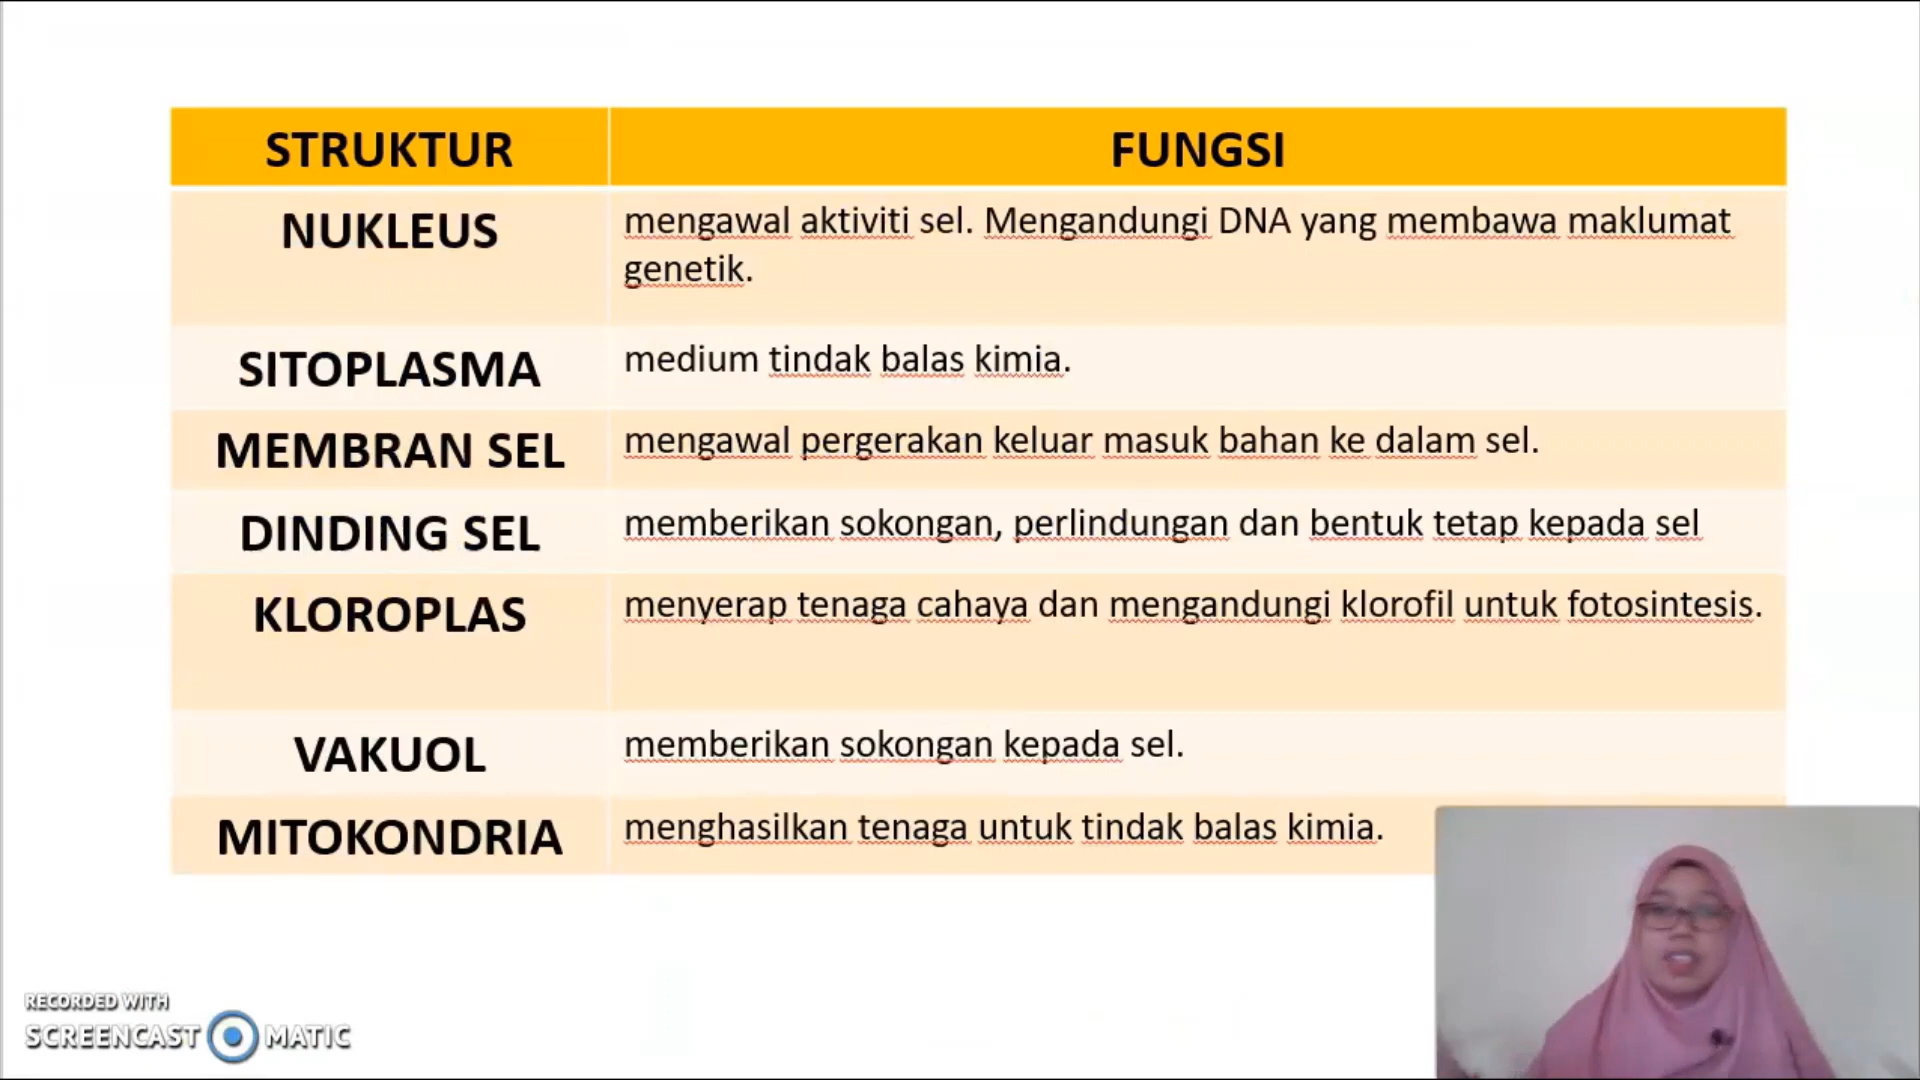 STRUKTUR
FUNGSI
NUKLEUS
mengawal aktiviti sel. Mengandungi DNA yang membawa maklumat
genetik.
SITOPLASMA
medium tindak balas kimia.
MEMBRAN SEL
mengawal pergerakan keluar masuk bahan ke dalam sel.
DINDING SEL
memberikan sokongan, perlindungan dan bentuk tetap kepada sel
KLOROPLAS
menyerap tenaga cahaya dan mengandungi klorofil untuk fotosintesis.
VAKUOL
memberikan sokongan kepada sel.
MITOKONDRIA
menghasilkan tenaga untuk tindak balas kimia.
RECORDED WITH
SCREENCAST MATIC